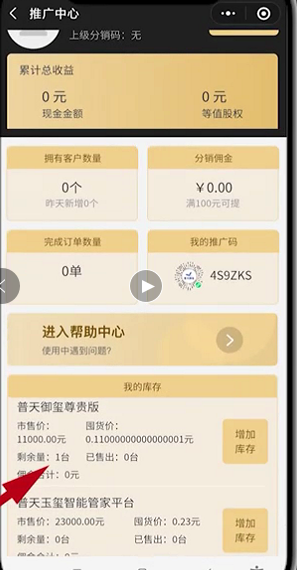 推广中心
上级分销码：无
累计总收益
0 元
0 元
现金金额
等值股权
拥有客户数量
分销佣金
0个
￥0.00
昨天新增0个
满100元可提
完成订单数量
我的推广码
0单
4S9ZKS
进入帮助中心
使用中遇到问题?
我的库存
普天御玺尊贵版
市售价：
囤货价：
11000.00元
0.11000000000000001元
增加
库存
剩余量：1台
已售出：0台
佣金合计：0元
普天玉玺智能管家平台
市售价：23000.00元
囤货价：0.23元
增加
库存
已售出：0台